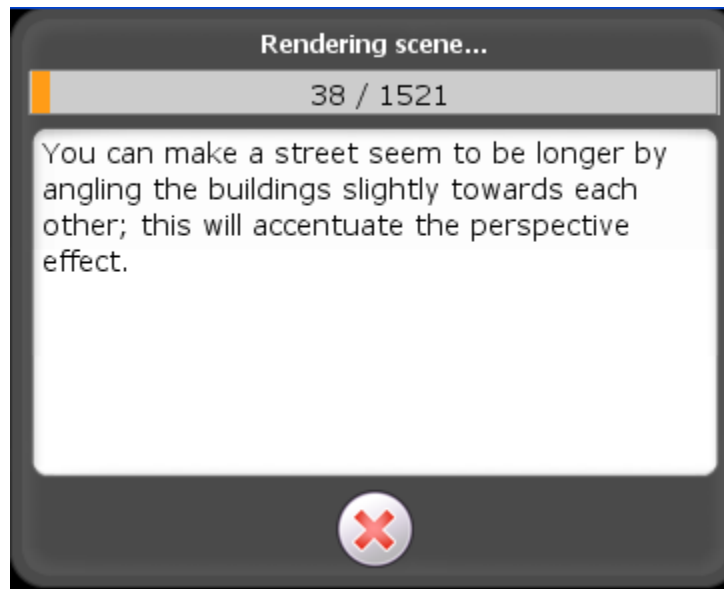 Rendering scene...
38 / 1521
You can make a street seem to be longer by
angling the buildings slightly towards each
other; this will accentuate the perspective
effect.